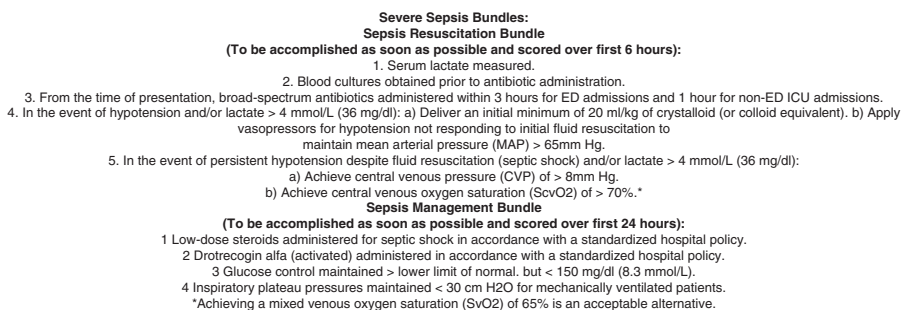 Severe Sepsis Bundles:
Sepsis Resuscitation Bundle
(To be accomplished as soon as possible and scored over first 6 hours):
1. Serum lactate measured.
2. Blood cultures obtained prior to antibiotic administration.
3. From the time of presentation, broad-spectrum antibiotics administered within 3 hours for ED admissions and 1 hour for non-ED ICU admissions.
4. In the event of hypotension and/or lactate > 4 mmol/L (36 mg/dl): a) Deliver an initial minimum of 20 ml/kg of crystalloid (or colloid equivalent). b) Apply
vasopressors for hypotension not responding to initial fluid resuscitation to
maintain mean arterial pressure (MAP) > 65mm Hg.
5. In the event of persistent hypotension despite fluid resuscitation (septic shock) and/or lactate > 4 mmol/L (36 mg/dl):
a) Achieve central venous pressure (CVP) of > 8mm Hg.
b) Achieve central venous oxygen saturation (ScvO2) of > 70%.*
Sepsis Management Bundle
(To be accomplished as soon as possible and scored over first 24 hours):
1 Low-dose steroids administered for septic shock in accordance with a standardized hospital policy.
2 Drotrecogin alfa (activated) administered in accordance with a standardized hospital policy.
3 Glucose control maintained > lower limit of normal. but < 150 mg/dl (8.3 mmol/L).
4 Inspiratory plateau pressures maintained < 30 cm H2O for mechanically ventilated patients.
*Achieving a mixed venous oxygen saturation (SvO2) of 65% is an acceptable alternative.